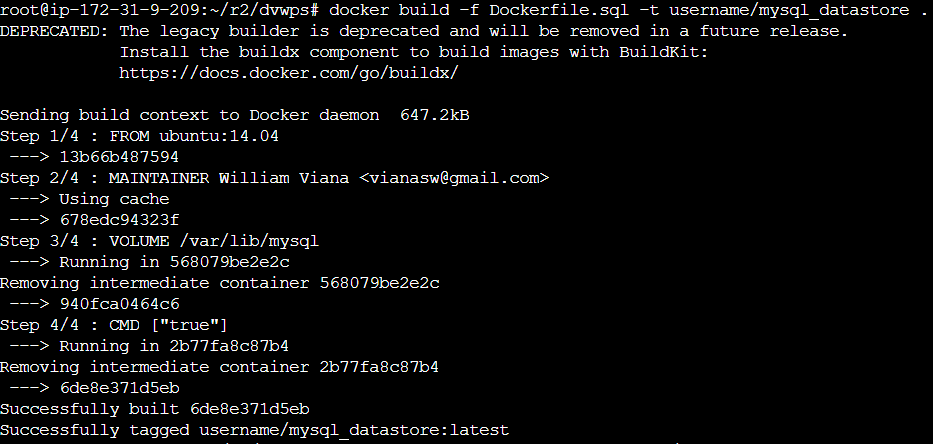 root@ip-172-31-9-209:~/r2/dvwps# docker build -f Dockerfile.sql -t username/mysql_datastore .
DEPRECATED: The legacy builder is deprecated and will be removed in a future release.
            Install the buildx component to build images with BuildKit:
            https://docs.docker.com/go/buildx/

Sending build context to Docker daemon  647.2kB
Step 1/4 : FROM ubuntu:14.04
 ---> 13b66b487594
Step 2/4 : MAINTAINER William Viana <vianasw@gmail.com>
 ---> Using cache
 ---> 678edc94323f
Step 3/4 : VOLUME /var/lib/mysql
 ---> Running in 568079be2e2c
Removing intermediate container 568079be2e2c
 ---> 940fca0464c6
Step 4/4 : CMD ["true"]
 ---> Running in 2b77fa8c87b4
Removing intermediate container 2b77fa8c87b4
 ---> 6de8e371d5eb
Successfully built 6de8e371d5eb
Successfully tagged username/mysql_datastore:latest